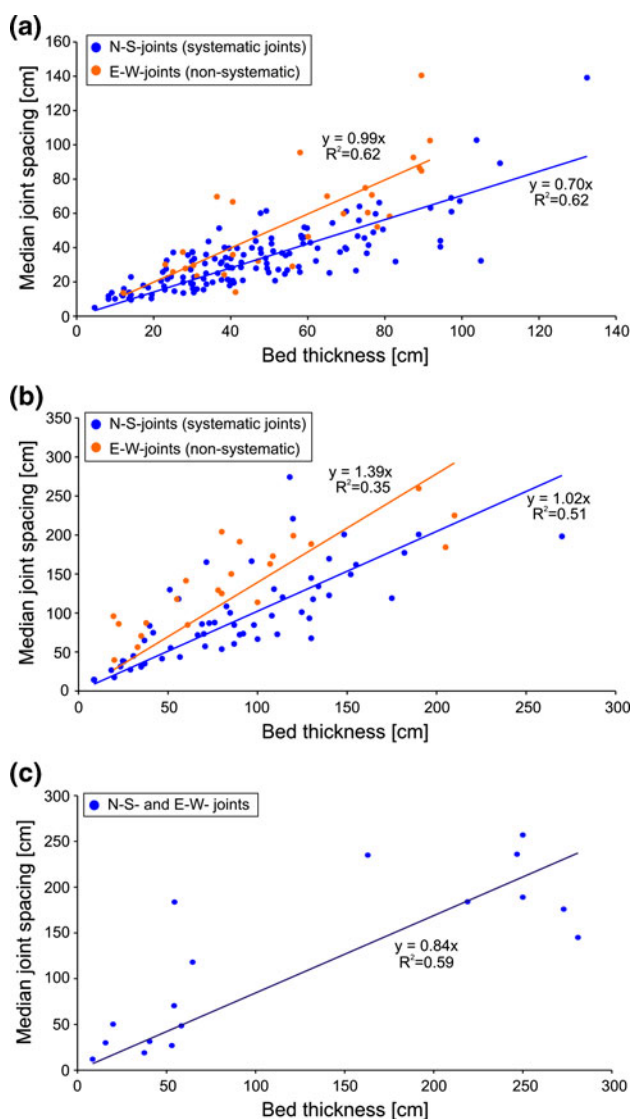 (a)
N-S-joints (systematic joints)
E-W-joints (non-systematic)
Median joint spacing [cm]
160
140
120
100
80
60
40
20
0
y = 0.99x
R²=0.62
y = 0.70x
R²=0.62
0 20 40 60 80 100 120 140
Bed thickness [cm]
(b)
N-S-joints (systematic joints)
E-W-joints (non-systematic)
Median joint spacing [cm]
350
300
250
200
150
100
50
0
y = 1.39x
R²=0.35
y = 1.02x
R²=0.51
0 50 100 150 200 250 300
Bed thickness [cm]
(c)
N-S- and E-W- joints
Median joint spacing [cm]
300
250
200
150
100
50
0
y = 0.84x
R²=0.59
0 50 100 150 200 250 300
Bed thickness [cm]